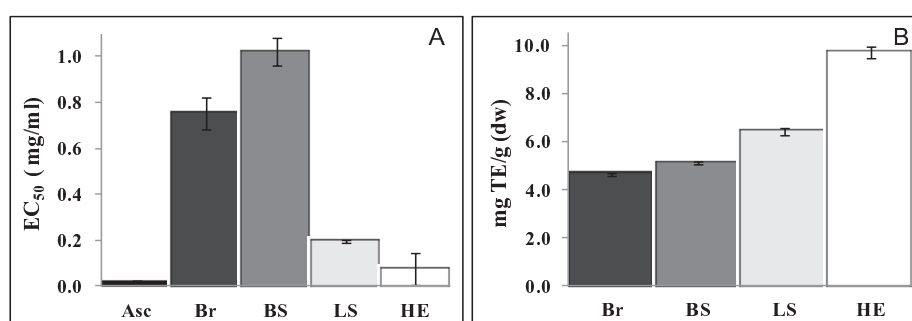 A
EC50 ( mg/ml)
1.0
0.8
0.6
0.4
0.2
0.0
Asc Br BS LS HE
B
mg TE/g (dw)
10.0
8.0
6.0
4.0
2.0
0.0
Br BS LS HE